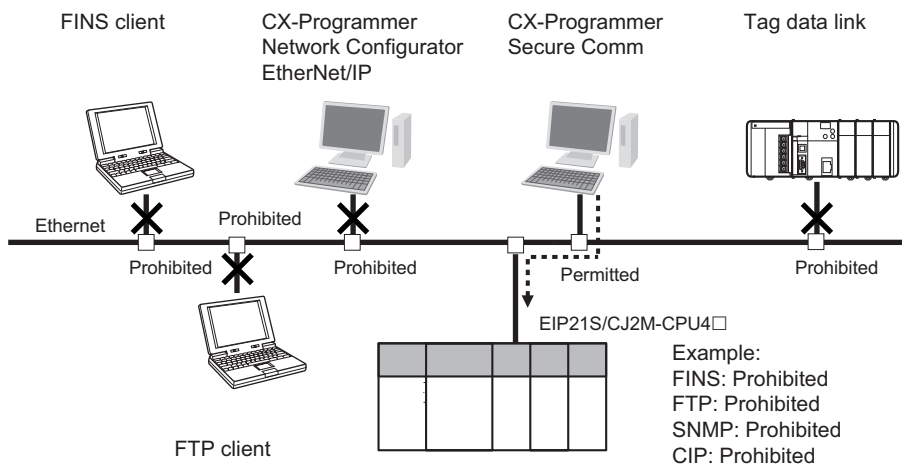 FINS client
CX-Programmer
Network Configurator
EtherNet/IP
CX-Programmer
Secure Comm
Tag data link
Ethernet
Prohibited
Prohibited
Prohibited
Permitted
Prohibited
EIP21S/CJ2M-CPU4□
FTP client
Example:
FINS: Prohibited
FTP: Prohibited
SNMP: Prohibited
CIP: Prohibited